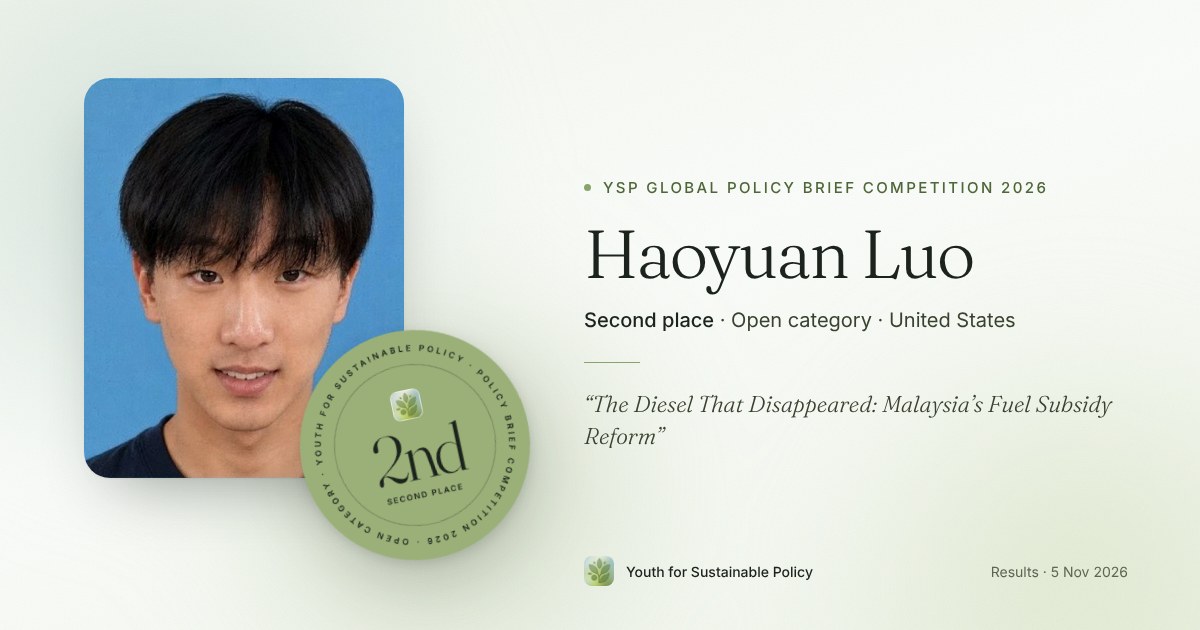 YSP GLOBAL POLICY BRIEF COMPETITION 2026
Haoyuan Luo
Second place · Open category · United States
“The Diesel That Disappeared: Malaysia’s Fuel Subsidy
Reform”
YOUTH FOR SUSTAINABLE POLICY · POLICY BRIEF COMPETITION 2026 · OPEN CATEGORY ·
2nd
SECOND PLACE
Youth for Sustainable Policy
Results · 5 Nov 2026